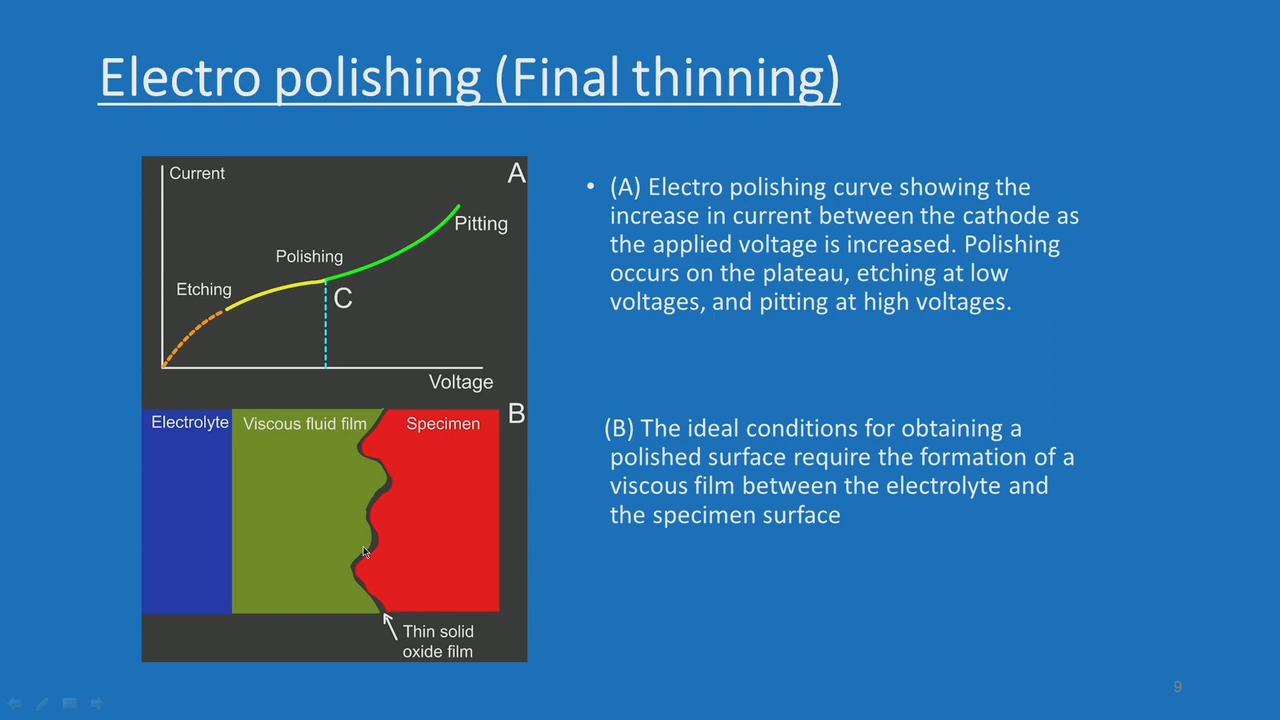 Electro polishing (Final thinning)
Current
A
Pitting
Polishing
Etching
C
Voltage
B
Electrolyte
Viscous fluid film
Specimen
Thin solid
oxide film
• (A) Electro polishing curve showing the
increase in current between the cathode as
the applied voltage is increased. Polishing
occurs on the plateau, etching at low
voltages, and pitting at high voltages.
(B) The ideal conditions for obtaining a
polished surface require the formation of a
viscous film between the electrolyte and
the specimen surface
9